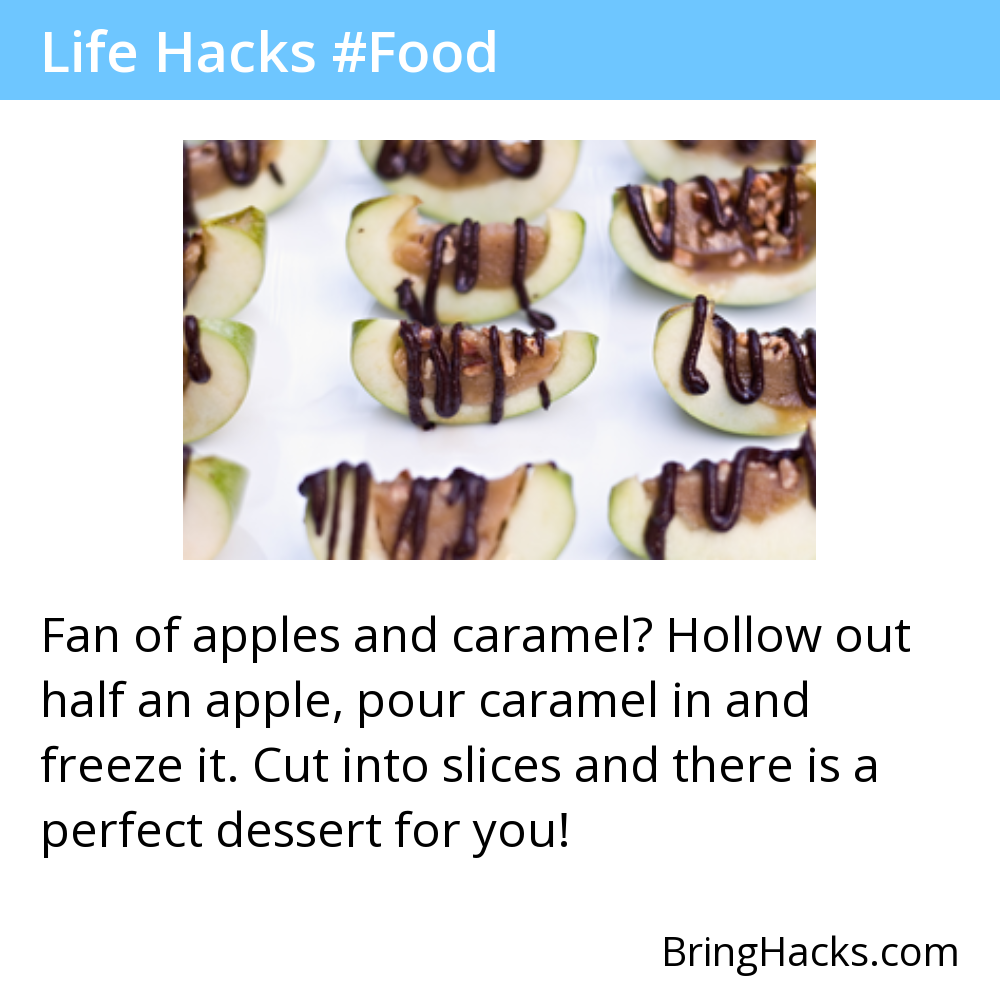 Life Hacks #Food
Fan of apples and caramel? Hollow out
half an apple, pour caramel in and
freeze it. Cut into slices and there is a
perfect dessert for you!
BringHacks.com